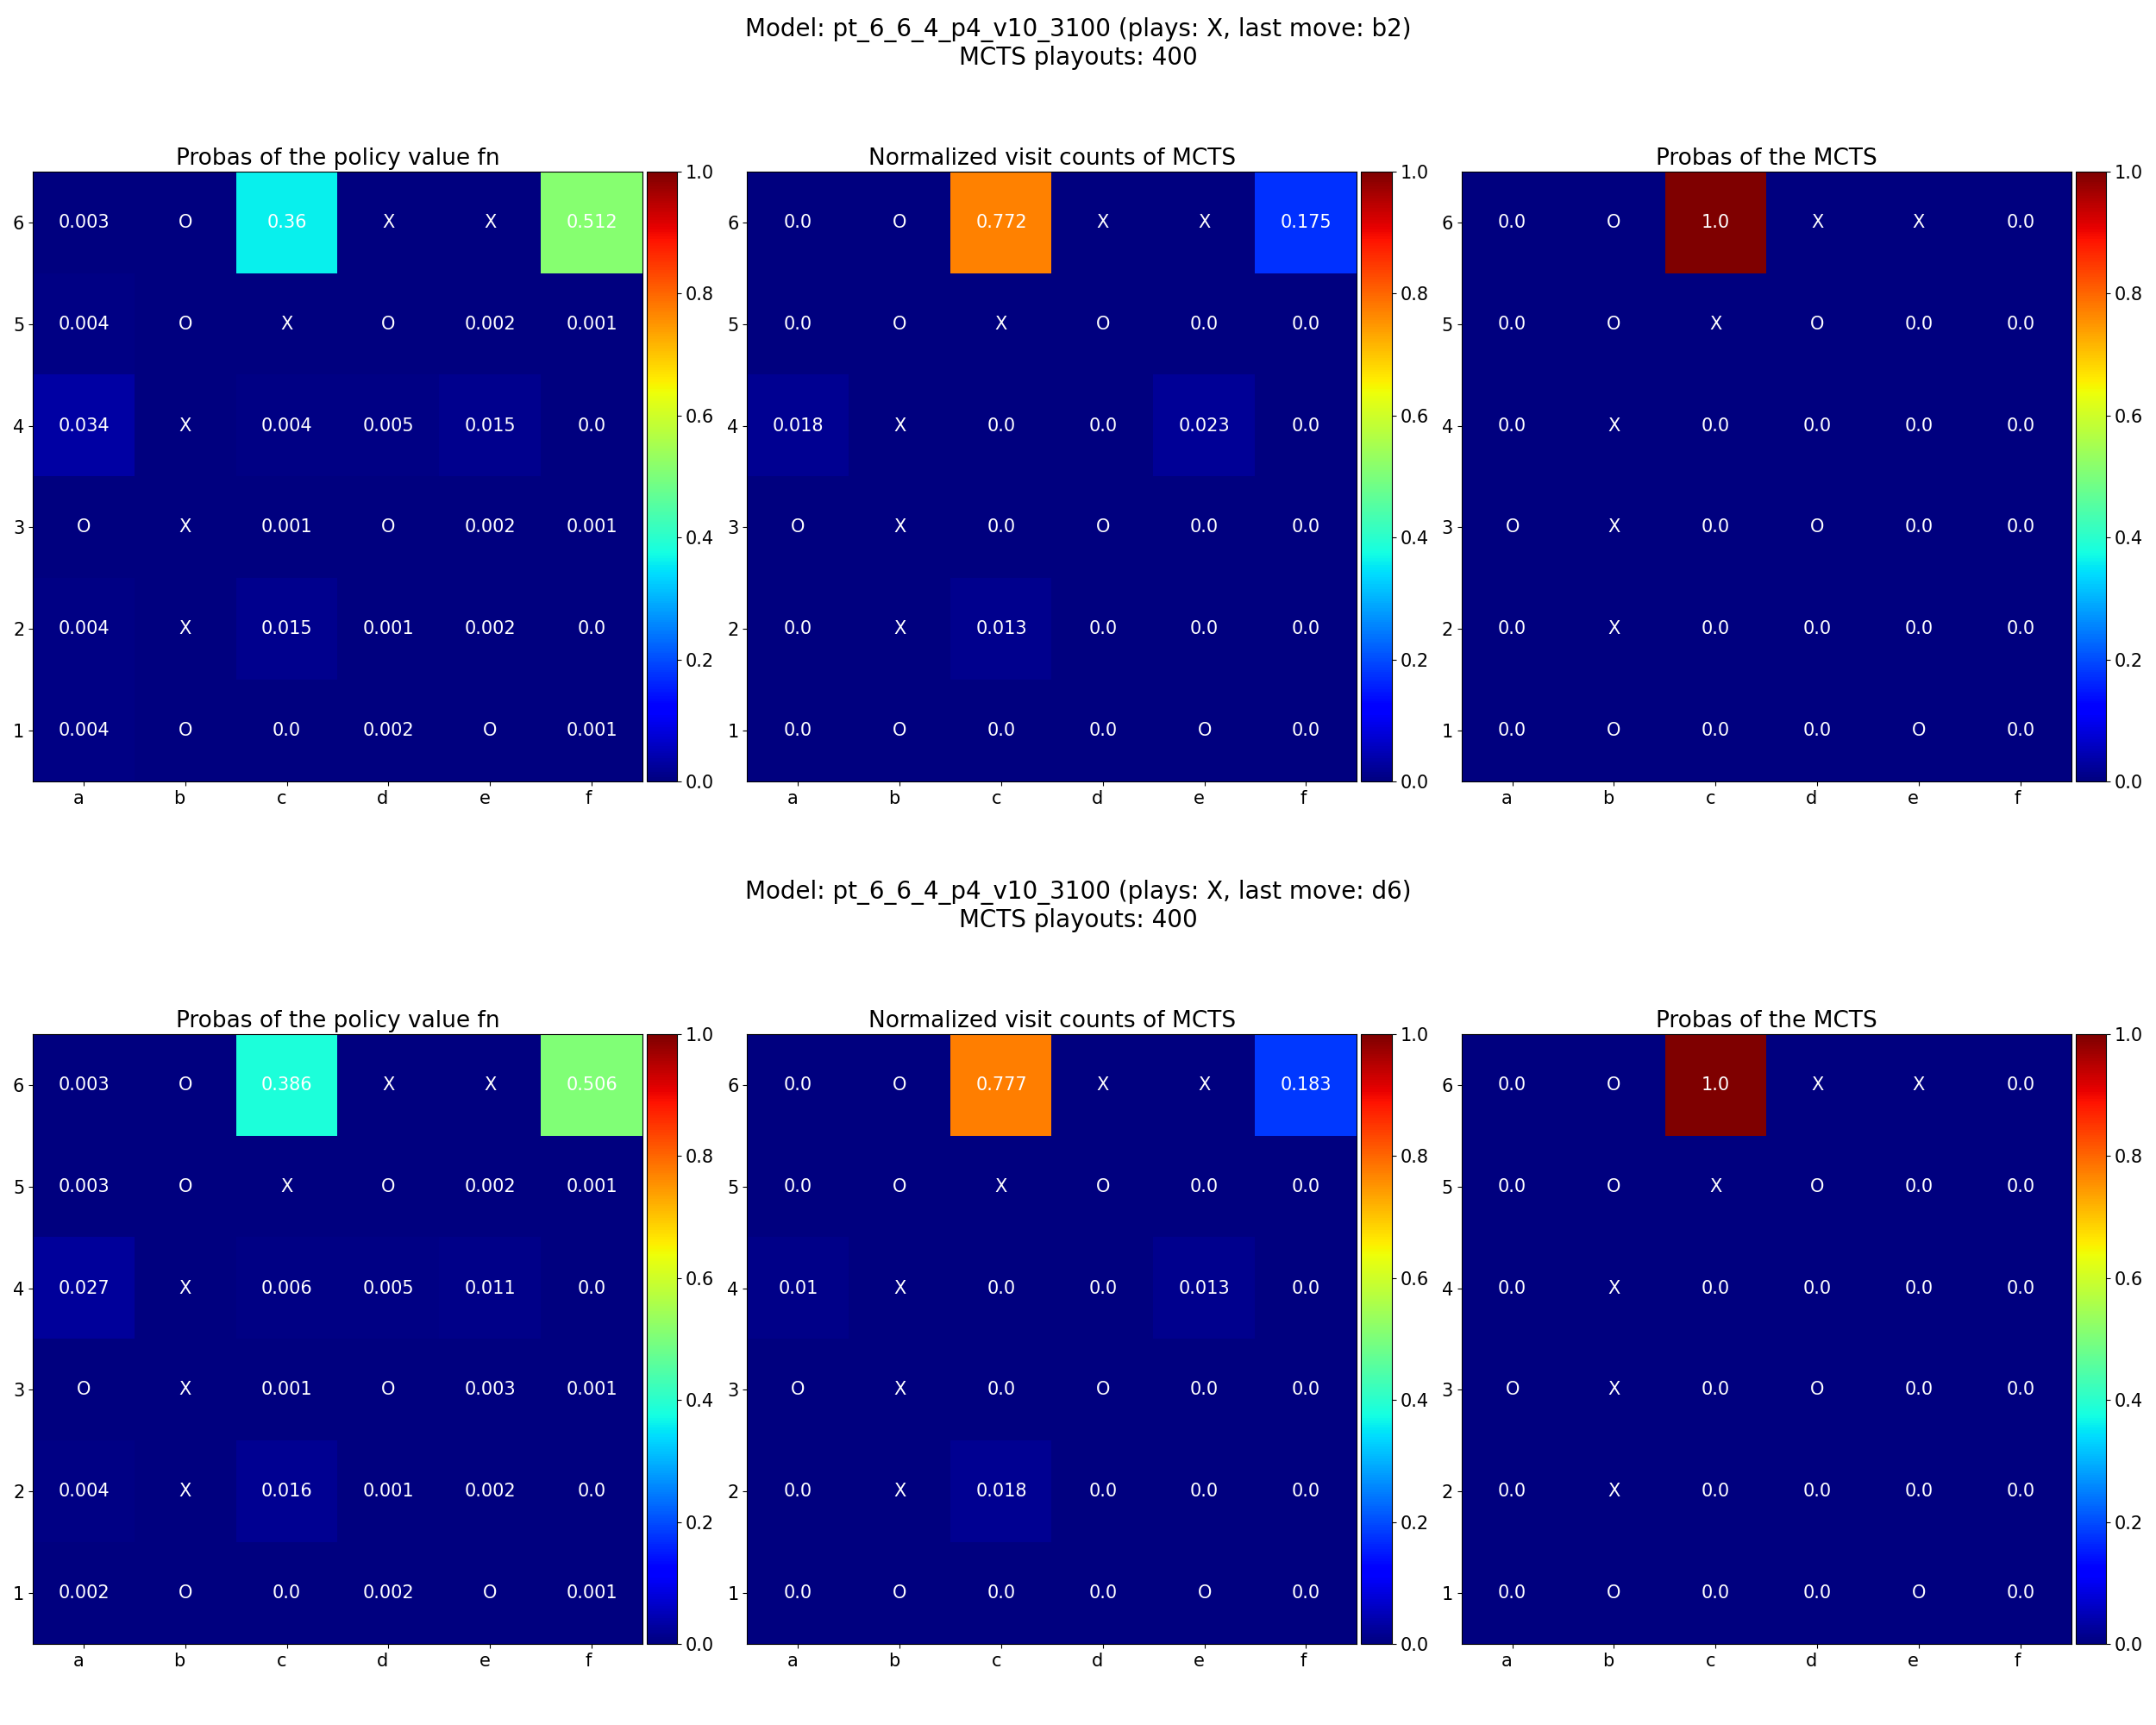 Model: pt_6_6_4_p4_v10_3100 (plays: X, last move: b2)
MCTS playouts: 400
Probas of the policy value fn
6 0.003 O 0.36 X X 0.512
5 0.004 O X O 0.002 0.001
4 0.034 X 0.004 0.005 0.015 0.0
3 O X 0.001 O 0.002 0.001
2 0.004 X 0.015 0.001 0.002 0.0
1 0.004 O 0.0 0.002 O 0.001
a b c d e f
1.0
0.8
0.6
0.4
0.2
0.0
Normalized visit counts of MCTS
6 0.0 O 0.772 X X 0.175
5 0.0 O X O 0.0 0.0
4 0.018 X 0.0 0.0 0.023 0.0
3 O X 0.0 O 0.0 0.0
2 0.0 X 0.013 0.0 0.0 0.0
1 0.0 O 0.0 0.0 O 0.0
a b c d e f
1.0
0.8
0.6
0.4
0.2
0.0
Probas of the MCTS
6 0.0 O 1.0 X X 0.0
5 0.0 O X O 0.0 0.0
4 0.0 X 0.0 0.0 0.0 0.0
3 O X 0.0 O 0.0 0.0
2 0.0 X 0.0 0.0 0.0 0.0
1 0.0 O 0.0 0.0 O 0.0
a b c d e f
1.0
0.8
0.6
0.4
0.2
0.0
Model: pt_6_6_4_p4_v10_3100 (plays: X, last move: d6)
MCTS playouts: 400
Probas of the policy value fn
6 0.003 O 0.386 X X 0.506
5 0.003 O X O 0.002 0.001
4 0.027 X 0.006 0.005 0.011 0.0
3 O X 0.001 O 0.003 0.001
2 0.004 X 0.016 0.001 0.002 0.0
1 0.002 O 0.0 0.002 O 0.001
a b c d e f
1.0
0.8
0.6
0.4
0.2
0.0
Normalized visit counts of MCTS
6 0.0 O 0.777 X X 0.183
5 0.0 O X O 0.0 0.0
4 0.01 X 0.0 0.0 0.013 0.0
3 O X 0.0 O 0.0 0.0
2 0.0 X 0.018 0.0 0.0 0.0
1 0.0 O 0.0 0.0 O 0.0
a b c d e f
1.0
0.8
0.6
0.4
0.2
0.0
Probas of the MCTS
6 0.0 O 1.0 X X 0.0
5 0.0 O X O 0.0 0.0
4 0.0 X 0.0 0.0 0.0 0.0
3 O X 0.0 O 0.0 0.0
2 0.0 X 0.0 0.0 0.0 0.0
1 0.0 O 0.0 0.0 O 0.0
a b c d e f
1.0
0.8
0.6
0.4
0.2
0.0